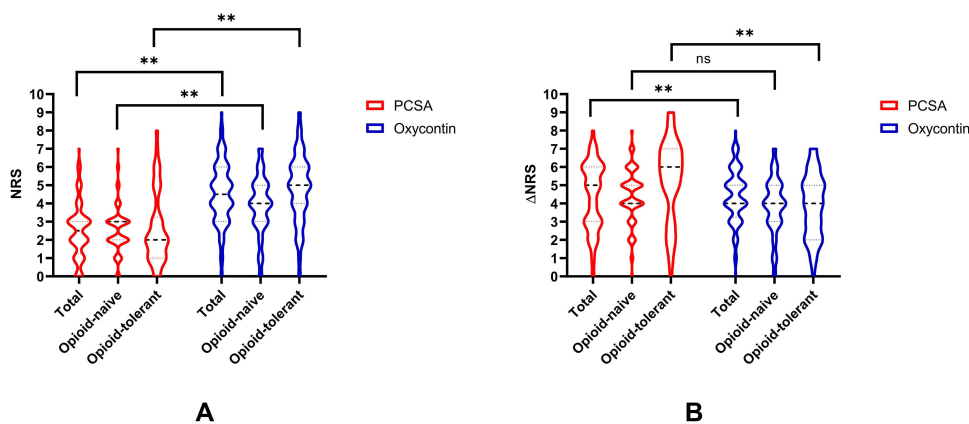 **
**
**
10
9
8
7
6
5
4
3
2
1
0
NRS
Total
Opioid-naive
Opioid-tolerant
Total
Opioid-naive
Opioid-tolerant
PCSA
Oxycontin
A
**
ns
**
10
9
8
7
6
5
4
3
2
1
0
ΔNRS
Total
Opioid-naive
Opioid-tolerant
Total
Opioid-naive
Opioid-tolerant
PCSA
Oxycontin
B